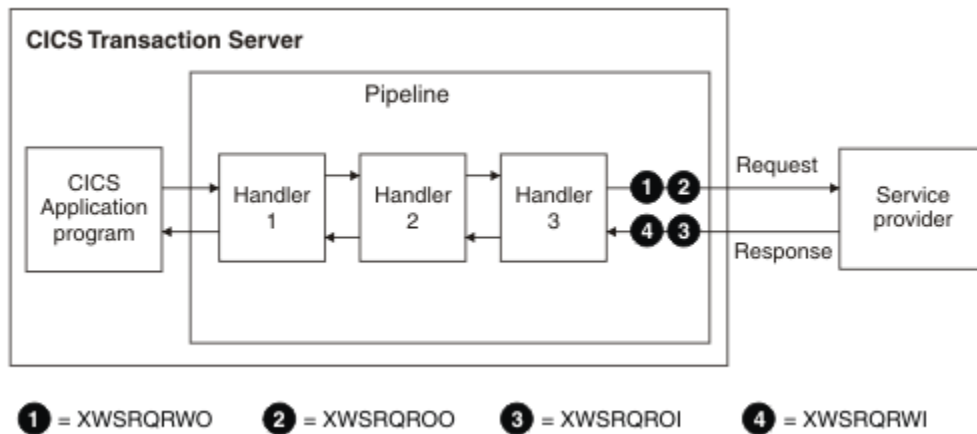 CICS Transaction Server
Pipeline
CICS
Application
program
Handler
1
Handler
2
Handler
3
1 2
4 3
Request
Response
Service
provider
1 = XWSRQRWO 2 = XWSRQROO 3 = XWSRQROI 4 = XWSRQRWI